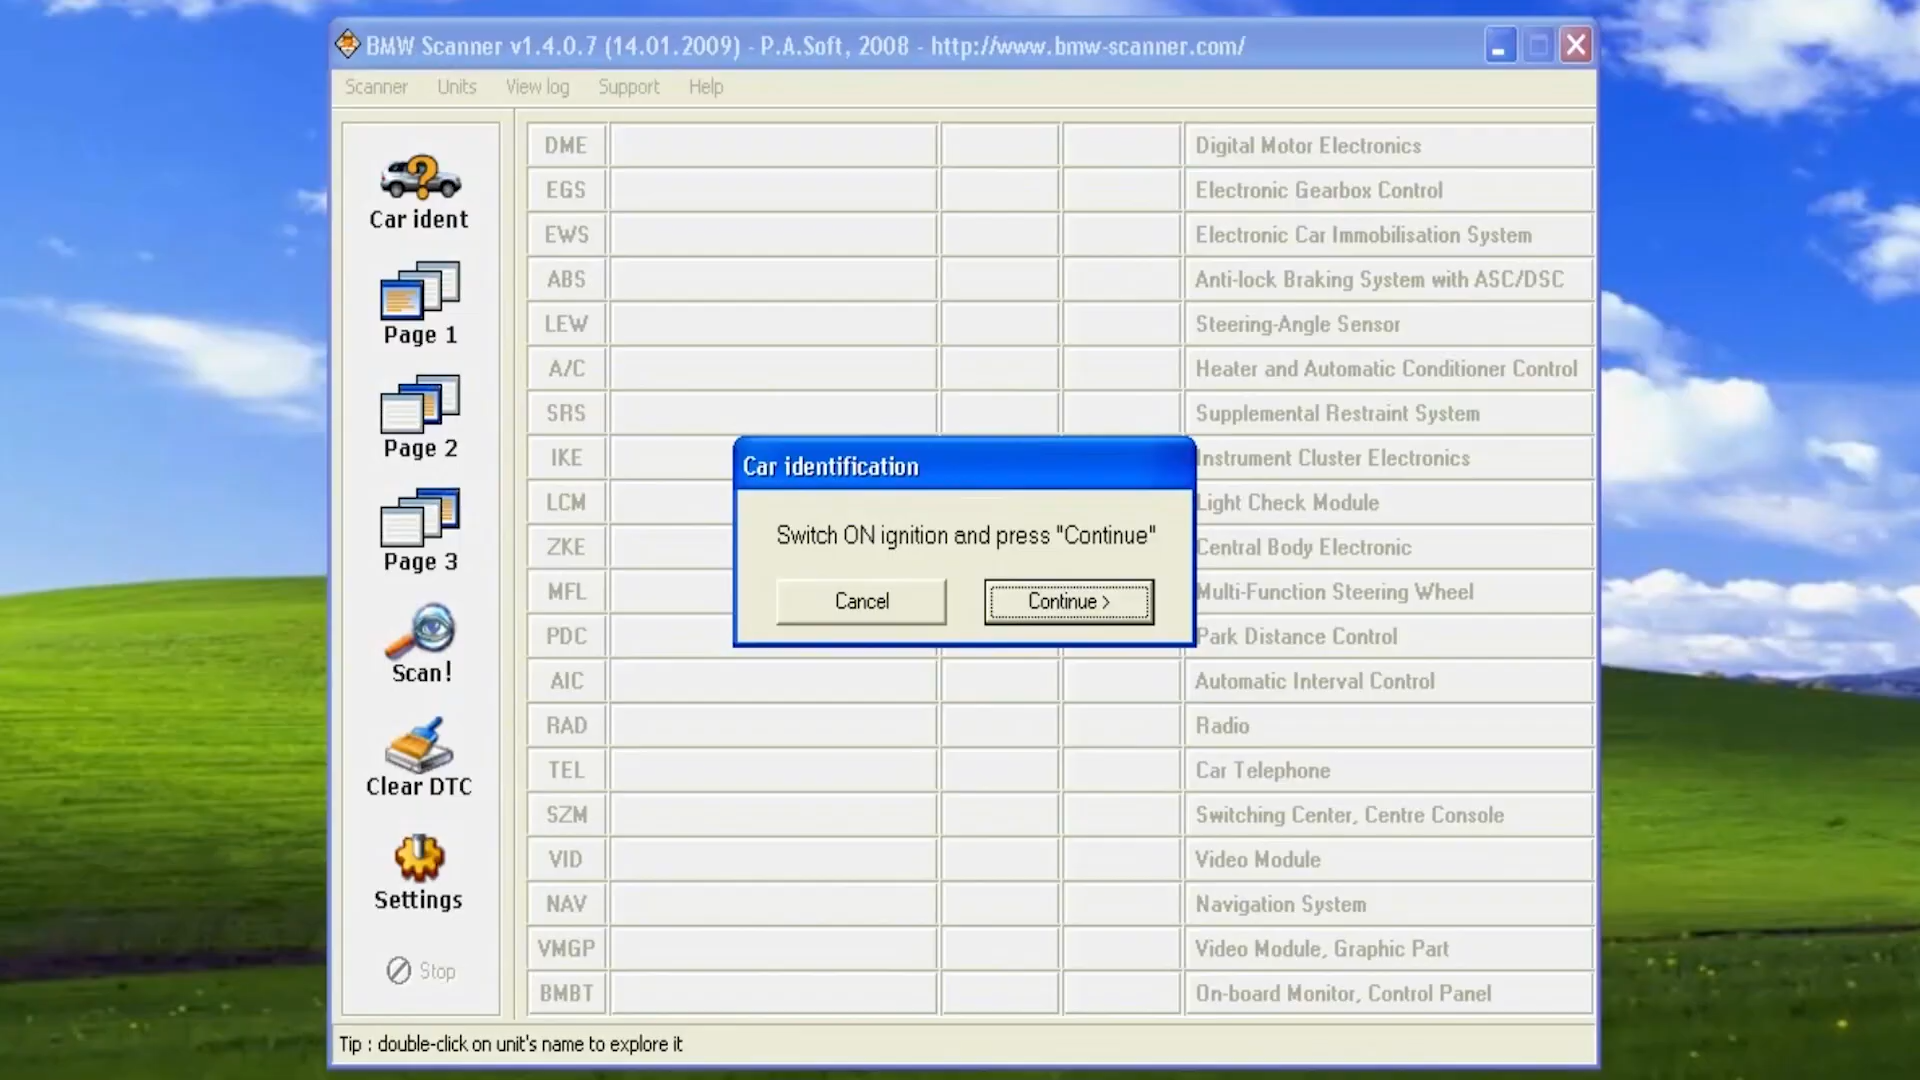 BMW Scanner v1.4.0.7 (14.01.2009) - P.A.Soft, 2008 - http://www.bmw-scanner.com/
Scanner Units View log Support Help
Car ident
Page 1
Page 2
Page 3
Scan!
Clear DTC
Settings
Stop
DME Digital Motor Electronics
EGS Electronic Gearbox Control
EWS Electronic Car Immobilisation System
ABS Anti-lock Braking System with ASC/DSC
LEW Steering-Angle Sensor
A/C Heater and Automatic Conditioner Control
SRS Supplemental Restraint System
IKE Instrument Cluster Electronics
LCM Light Check Module
ZKE Central Body Electronic
MFL Multi-Function Steering Wheel
PDC Park Distance Control
AIC Automatic Interval Control
RAD Radio
TEL Car Telephone
SZM Switching Center, Centre Console
VID Video Module
NAV Navigation System
VMGP Video Module, Graphic Part
BMBT On-board Monitor, Control Panel
Car identification
Switch ON ignition and press "Continue"
Cancel Continue >
Tip : double-click on unit's name to explore it